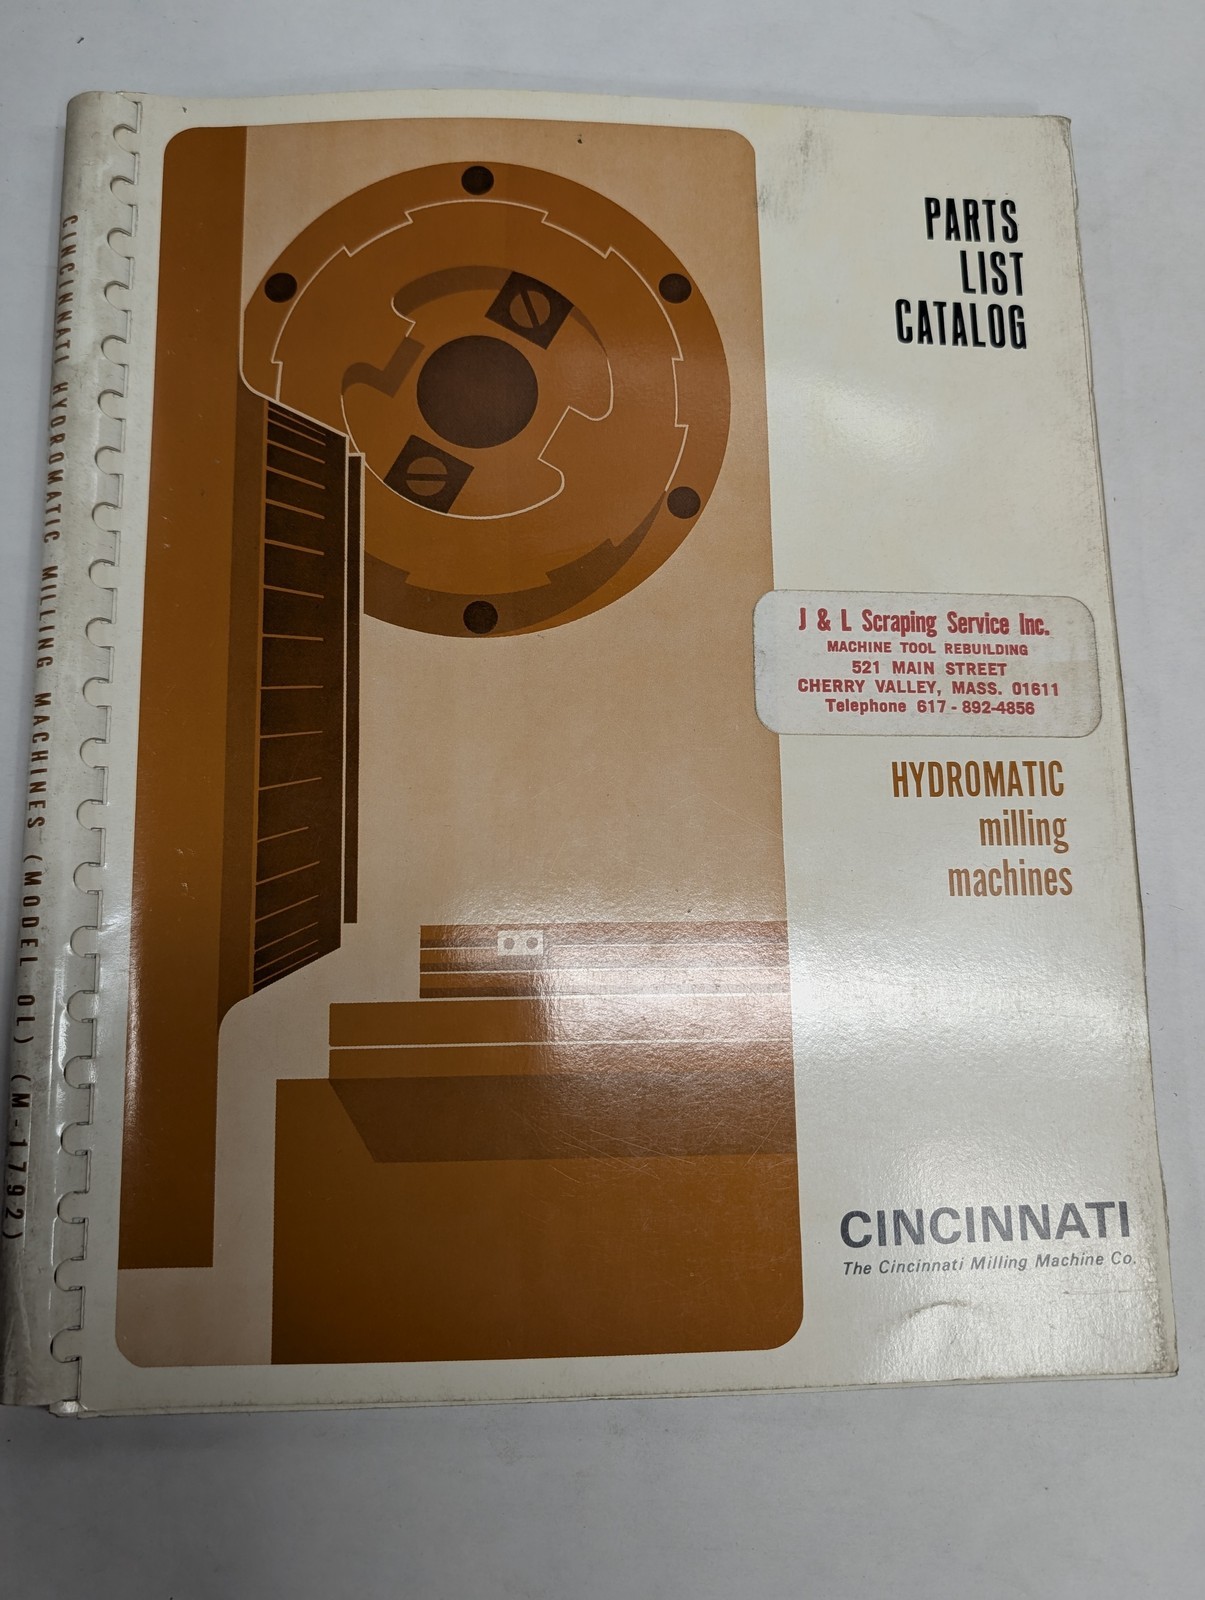 PARTS
LIST
CATALOG
J & L Scraping Service Inc.
MACHINE TOOL REBUILDING
521 MAIN STREET
CHERRY VALLEY, MASS. 01611
Telephone 617 - 892-4856
HYDROMATIC
milling
machines
CINCINNATI
The Cincinnati Milling Machine Co.
CINCINNATI HYDROMATIC MILLING MACHINES (MODEL OL) (M-1792)